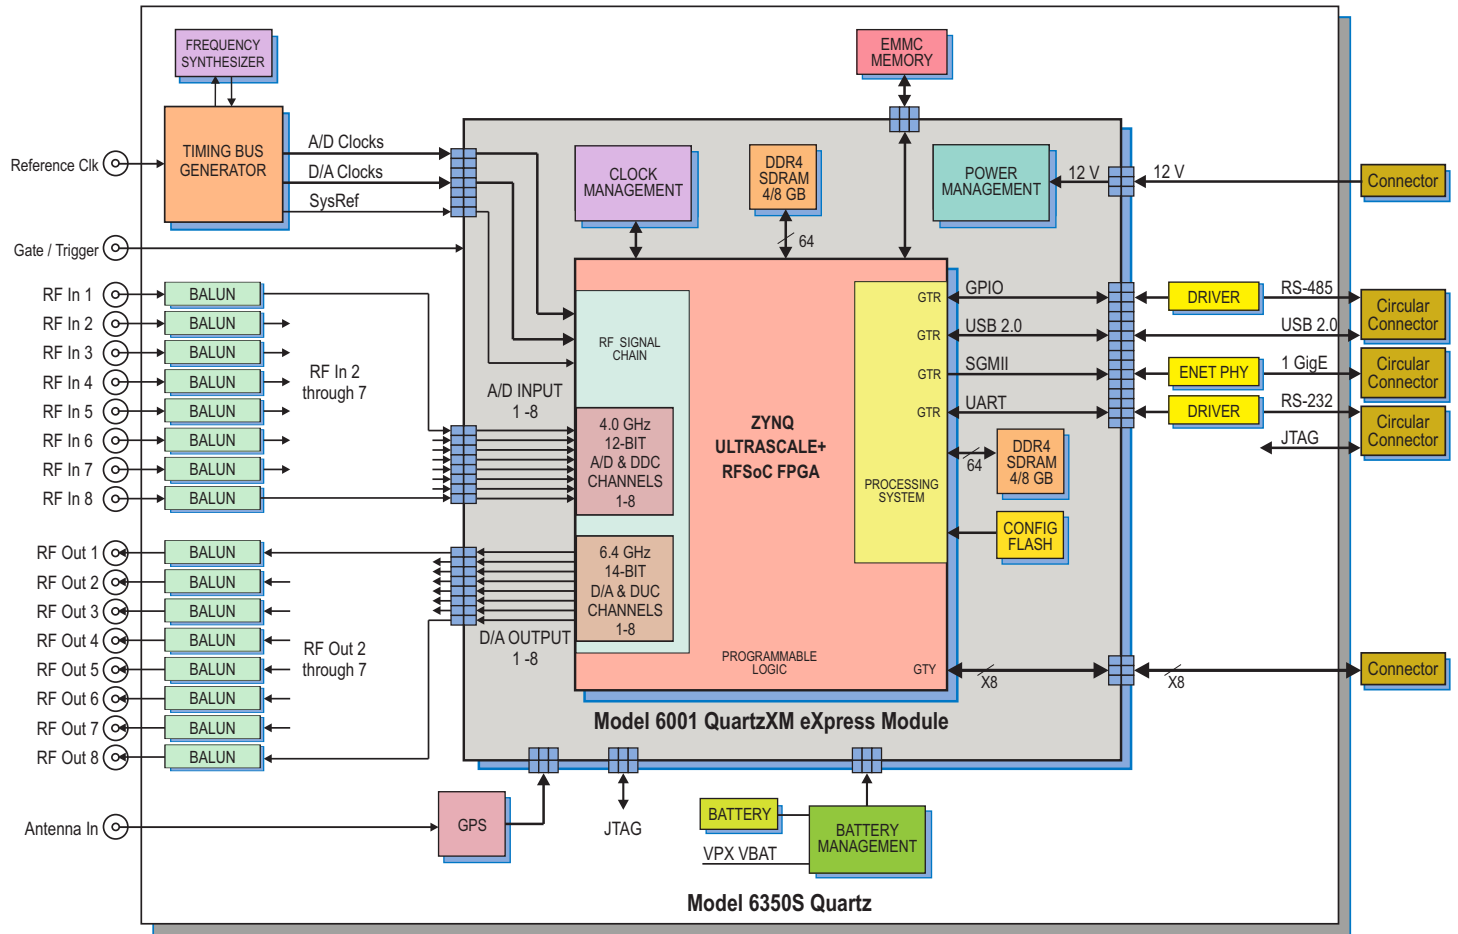 FREQUENCY
SYNTHESIZER
EMMC
MEMORY
Reference Clk
TIMING BUS
GENERATOR
A/D Clocks
D/A Clocks
SysRef
CLOCK
MANAGEMENT
DDR4
SDRAM
4/8 GB
64
POWER
MANAGEMENT
12 V
12 V
Connector
Gate / Trigger
RF In 1
BALUN
RF In 2
BALUN
RF In 3
BALUN
RF In 4
BALUN
RF In 5
BALUN
RF In 6
BALUN
RF In 7
BALUN
RF In 8
BALUN
RF In 2
through 7
A/D INPUT
1 -8
RF SIGNAL
CHAIN
4.0 GHz
12-BIT
A/D & DDC
CHANNELS
1-8
6.4 GHz
14-BIT
D/A & DUC
CHANNELS
1-8
D/A OUTPUT
1 -8
ZYNQ
ULTRASCALE+
RFSoC FPGA
PROGRAMMABLE
LOGIC
PROCESSING
SYSTEM
GTR
GPIO
DRIVER
RS-485
GTR
USB 2.0
USB 2.0
Circular
Connector
GTR
SGMII
ENET PHY
1 GigE
Circular
Connector
GTR
UART
DRIVER
RS-232
JTAG
Circular
Connector
64
DDR4
SDRAM
4/8 GB
CONFIG
FLASH
GTY
X8
X8
Connector
RF Out 1
BALUN
RF Out 2
BALUN
RF Out 3
BALUN
RF Out 4
BALUN
RF Out 5
BALUN
RF Out 6
BALUN
RF Out 7
BALUN
RF Out 8
BALUN
RF Out 2
through 7
Model 6001 QuartzXM eXpress Module
Antenna In
GPS
JTAG
BATTERY
VPX VBAT
BATTERY
MANAGEMENT
Model 6350S Quartz